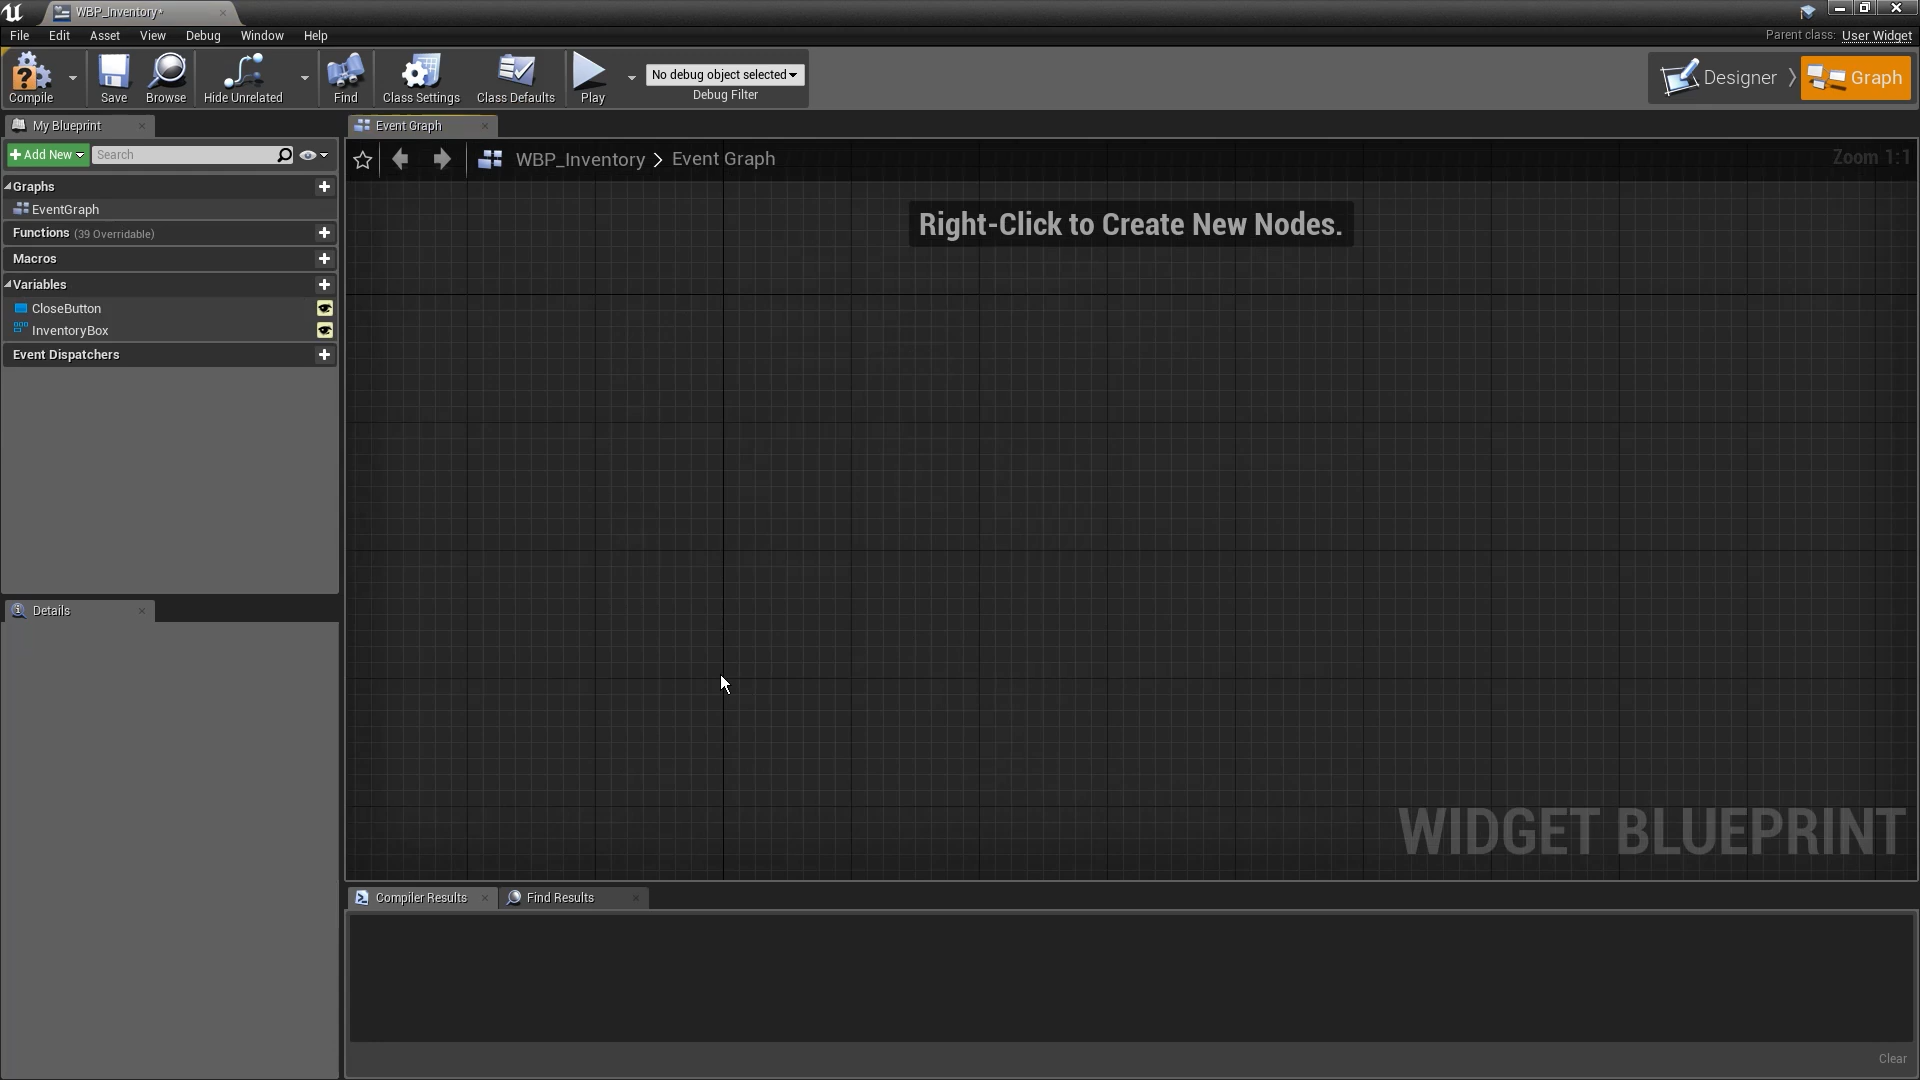 WBP_Inventory*
File Edit Asset View Debug Window Help
Parent class: User Widget
Compile Save Browse Hide Unrelated Find Class Settings Class Defaults Play
No debug object selected
Debug Filter
Designer Graph
My Blueprint
Add New Search
Graphs
EventGraph
Functions (39 Overridable)
Macros
Variables
CloseButton
InventoryBox
Event Dispatchers
Details
Event Graph
WBP_Inventory > Event Graph
Zoom 1:1
Right-Click to Create New Nodes.
WIDGET BLUEPRINT
Compiler Results Find Results
Clear